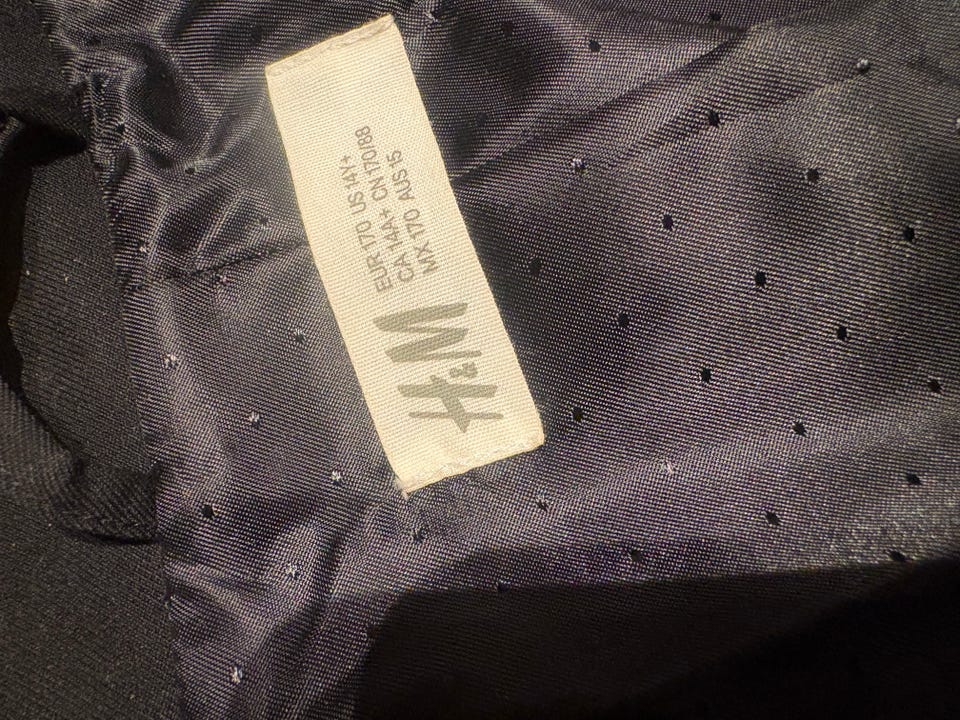 H&M
EUR 170 US 14Y+
CA 14A+ CN 170/88
MX 170 AUS 15